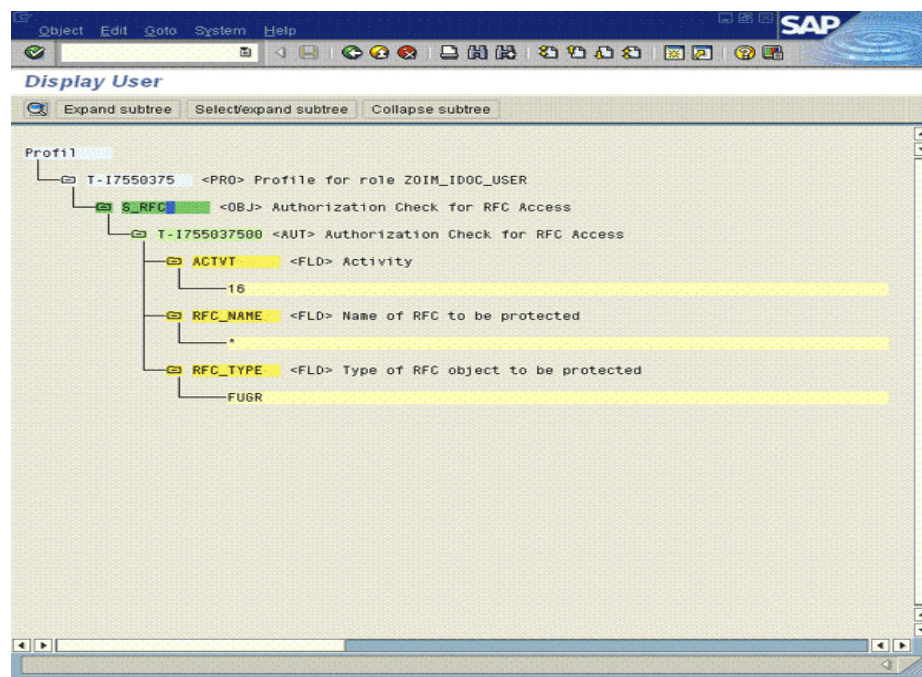 Object Edit Goto System Help
SAP
Display User
Expand subtree Select/expand subtree Collapse subtree
Profil
T-I7550375 <PRO> Profile for role ZOIM_IDOC_USER
S_RFC <OBJ> Authorization Check for RFC Access
T-I755037500 <AUT> Authorization Check for RFC Access
ACTVT <FLD> Activity
16
RFC_NAME <FLD> Name of RFC to be protected
*
RFC_TYPE <FLD> Type of RFC object to be protected
FUGR